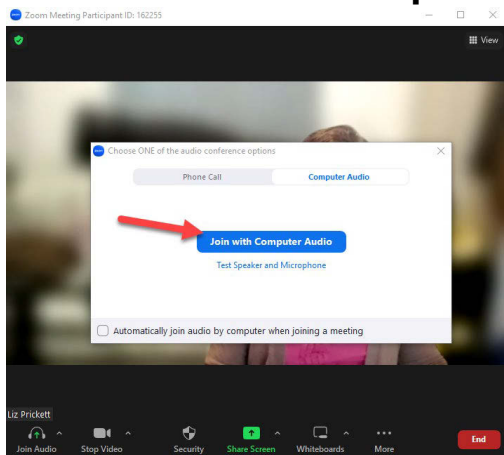 Zoom Meeting Participant ID: 162255
View
Choose ONE of the audio conference options
Phone Call
Computer Audio
Join with Computer Audio
Test Speaker and Microphone
Automatically join audio by computer when joining a meeting
Liz Prickett
Join Audio
Stop Video
Security
Share Screen
Whiteboards
More
End